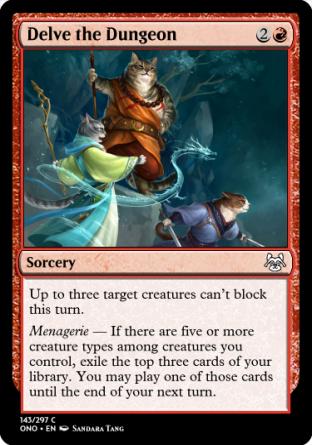 Delve the Dungeon 2
Sorcery
Up to three target creatures can't block
this turn.
Menagerie — If there are five or more
creature types among creatures you
control, exile the top three cards of your
library. You may play one of those cards
until the end of your next turn.
143/297 C
ONO • EN Sandara Tang